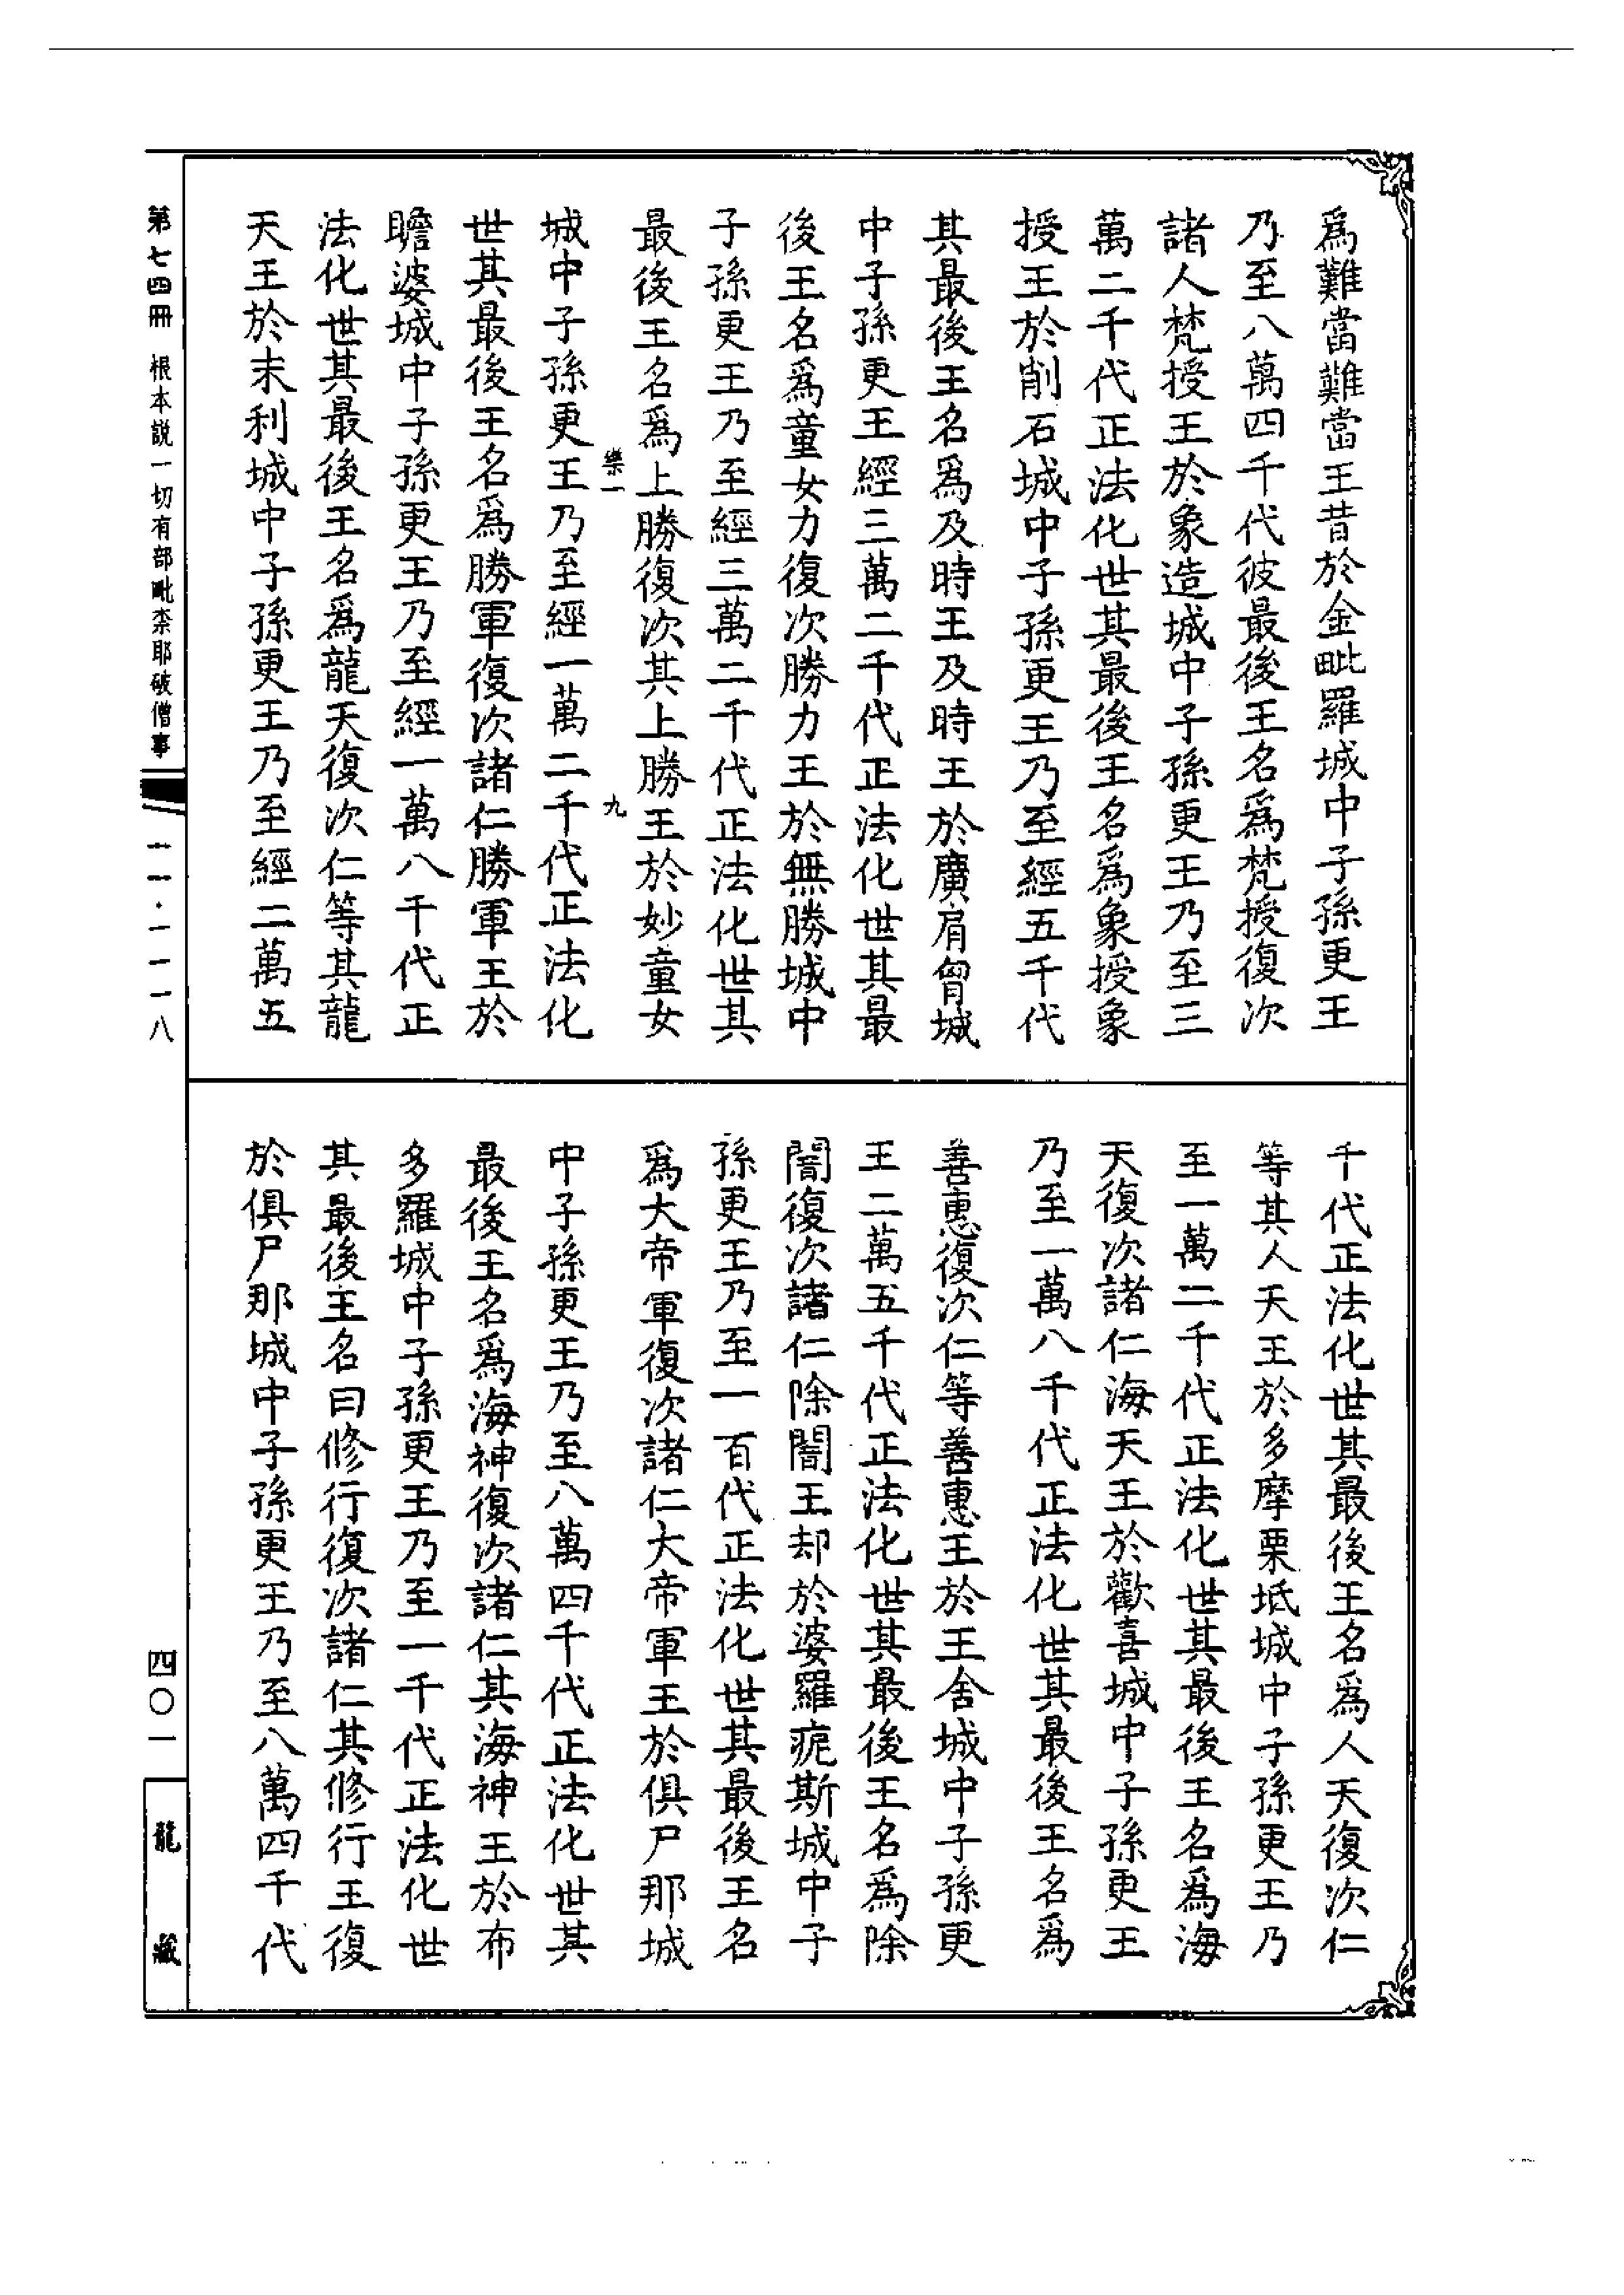 爲難當難當王昔於金毗羅城中子孫更王
乃至八萬四千代彼最後王名爲梵授復次
諸人梵授王於象造城中子孫更王乃至三
萬二千代正法化世其最後王名爲象授象
授王於削石城中子孫更王乃至經五千代
其最後王名爲及時王及時王於廣肩𦙄城
中子孫更王經三萬二千代正法化世其最
後王名爲童女力復次勝力王於無勝城中
子孫更王乃至經三萬二千代正法化世其
最後王名爲上勝復次其上勝王於妙童女
樂一
九
城中子孫更王乃至經一萬二千代正法化
世其最後王名爲勝軍復次諸仁勝軍王於
瞻婆城中子孫更王乃至經一萬八千代正
法化世其最後王名爲龍天復次仁等其龍
天王於末利城中子孫更王乃至經二萬五
千代正法化世其最後王名爲人天復次仁
等其人天王於多摩栗坻城中子孫更王乃
至一萬二千代正法化世其最後王名爲海
天復次諸仁海天王於歡喜城中子孫更王
乃至一萬八千代正法化世其最後王名爲
善惠復次仁等善惠王於王舍城中子孫更
王二萬五千代正法化世其最後王名爲除
闇復次諸仁除闇王却於婆羅痆斯城中子
孫更王乃至一百代正法化世其最後王名
爲大帝軍復次諸仁大帝軍王於俱尸那城
中子孫更王乃至八萬四千代正法化世其
最後王名爲海神復次諸仁其海神王於布
多羅城中子孫更王乃至一千代正法化世
其最後王名曰修行復次諸仁其修行王復
於俱尸那城中子孫更王乃至八萬四千代
第七四冊 根本説一切有部毗柰耶破僧事
一一·一一一八
四〇一
龍藏